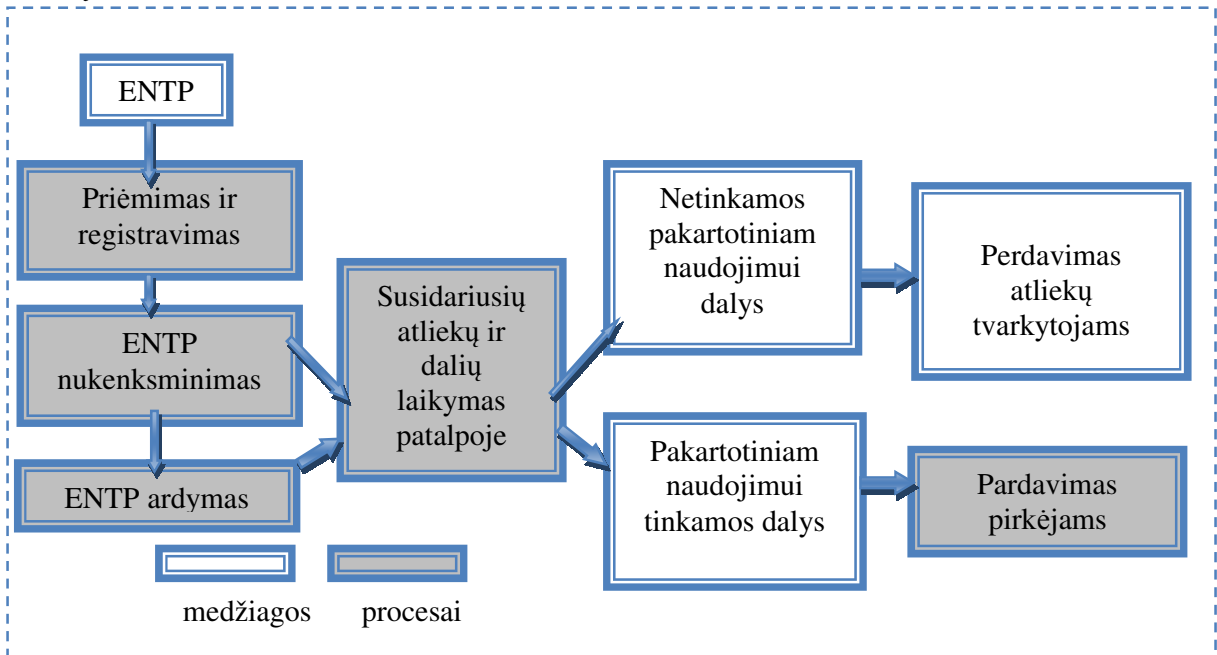 ENTP
Priėmimas ir
registravimas
ENTP
nukenksminimas
ENTP ardymas
Susidariusių
atliekų ir
dalių
laikymas
patalpoje
Netinkamos
pakartotiniam
naudojimui
dalys
Perdavimas
atliekų
tvarkytojams
Pakartotiniam
naudojimui
tinkamos dalys
Pardavimas
pirkėjams
medžiagos
procesai